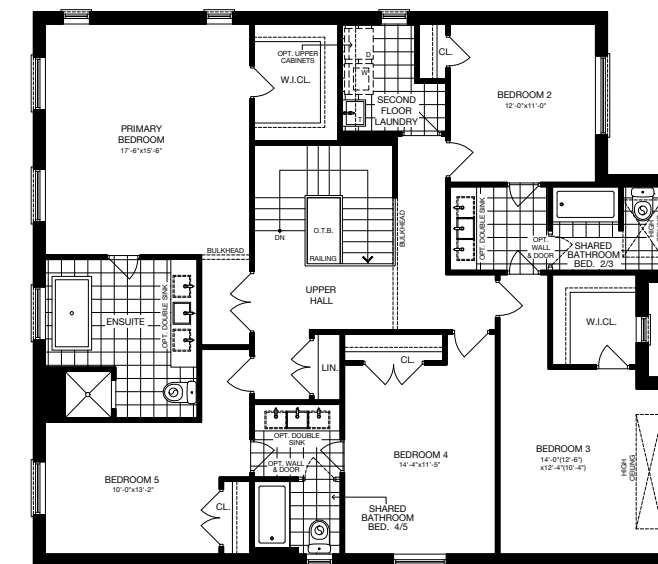 OPT. UPPER
CABINETS
W.I.CL.
D
W
T
SECOND
FLOOR
LAUNDRY
CL.
BEDROOM 2
12'-0"x11'-0"
PRIMARY
BEDROOM
17'-6"x15'-6"
BULKHEAD
DN
O.T.B.
RAILING
BULKHEAD
UPPER
HALL
OPT. DOUBLE SINK
OPT.
WALL
& DOOR
SHARED
BATHROOM
BED. 2/3
HIGH
ENSUITE
OPT. DOUBLE SINK
W.I.CL.
LIN.
CL.
OPT. DOUBLE
SINK
OPT. WALL
& DOOR
BEDROOM 4
14'-4"x11'-5"
BEDROOM 3
14'-0"(12'-6")
x12'-4"(10'-4")
HIGH
CEILING
BEDROOM 5
10'-0"x13'-2"
CL.
SHARED
BATHROOM
BED. 4/5